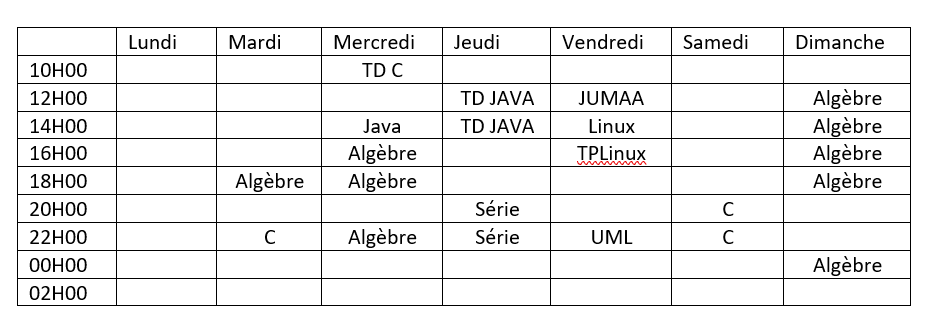 Lundi Mardi Mercredi Jeudi Vendredi Samedi Dimanche
10H00 TD C
12H00 TD JAVA JUMAA Algèbre
14H00 Java TD JAVA Linux Algèbre
16H00 Algèbre TPLinux Algèbre
18H00 Algèbre Algèbre Algèbre
20H00 Série C
22H00 C Algèbre Série UML C
00H00 Algèbre
02H00